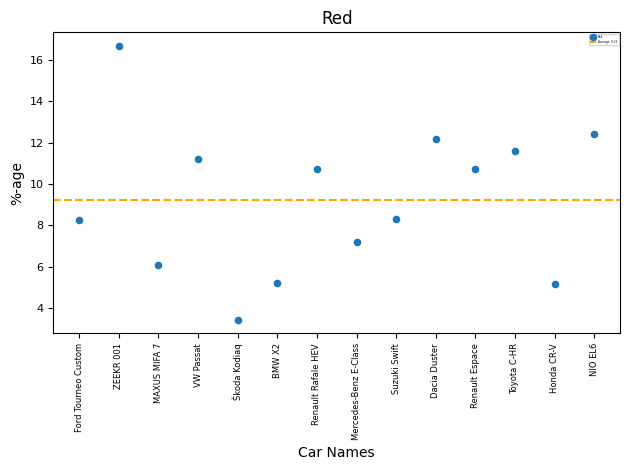 Red
16
14
12
10
8
6
4
%-age
Ford Tourneo Custom
ZEEKR 001
MAXUS MIFA 7
VW Passat
Škoda Kodiaq
BMW X2
Renault Rafale HEV
Mercedes-Benz E-Class
Suzuki Swift
Dacia Duster
Renault Espace
Toyota C-HR
Honda CR-V
NIO EL6
Car Names